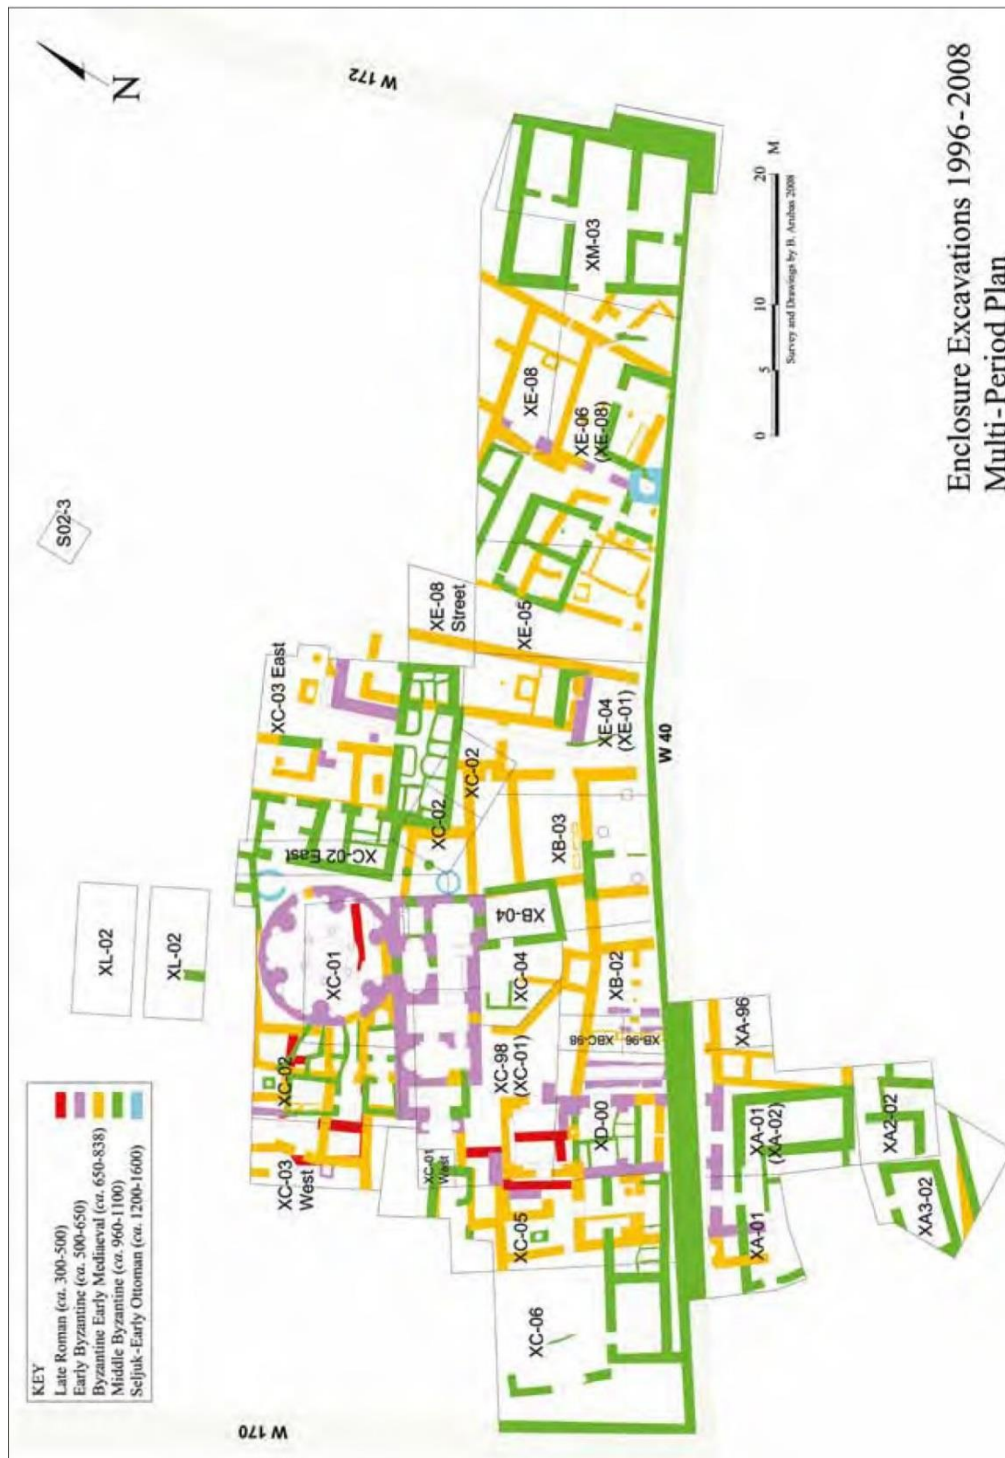 Enclosure Excavations 1996-2008
Multi-Period Plan
KEY
Late Roman (ca. 300-500)
Early Byzantine (ca. 500-650)
Byzantine Early Mediaeval (ca. 650-838)
Middle Byzantine (ca. 960-1100)
Seljuk-Early Ottoman (ca. 1200-1600)
N
W 172
W 170
W 40
S02-3
XL-02
XL-02
XM-03
XE-08
XE-06
(XE-08)
XE-08
Street
XE-05
XE-04
(XE-01)
XC-03 East
XC-02
XC-02
XC-02 East
XB-03
XB-04
XC-04
XC-01
XB-02
XBC-98
XB-96
XC-98
(XC-01)
XC-02
XC-03
West
XC-01
West
XD-00
XC-05
XC-06
XA-96
XA-01
(XA-02)
XA-01
XA2-02
XA3-02
0 5 10 20 M
Survey and Drawings by B. Arubas 2008